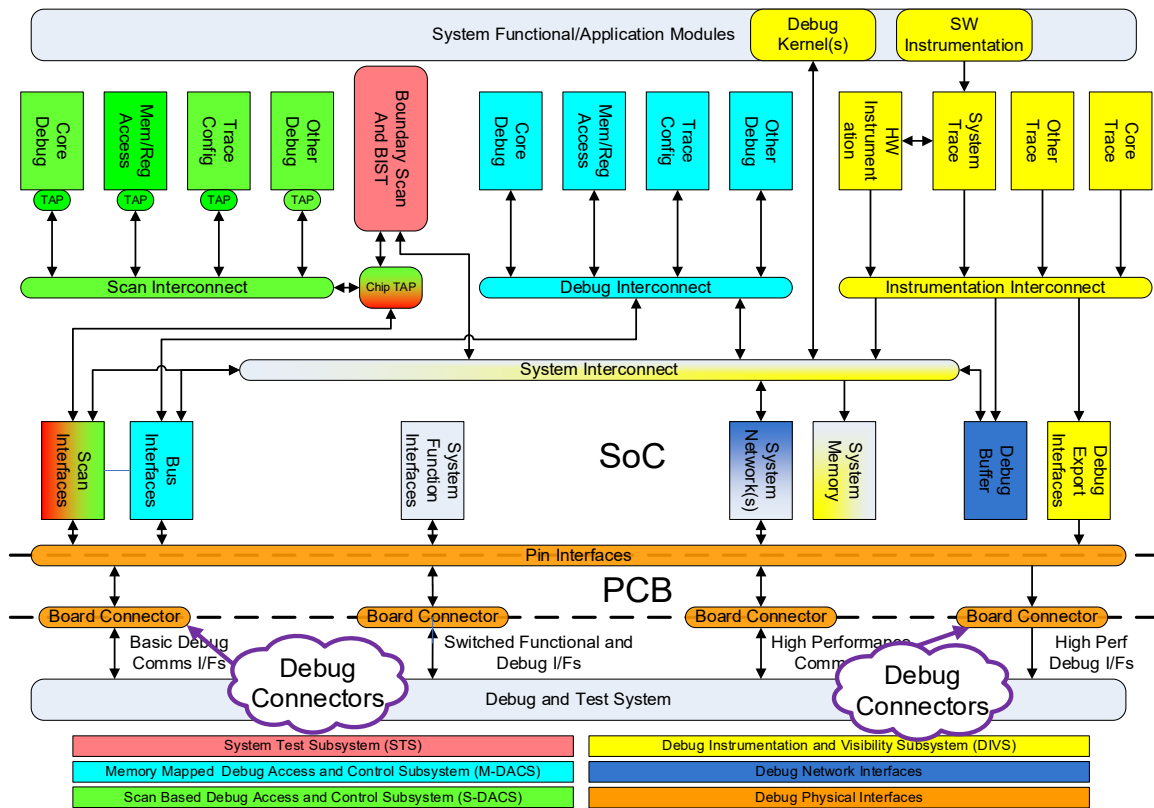 System Functional/Application Modules
Debug
Kernel(s)
SW
Instrumentation
Core
Debug
Mem/Reg
Access
Trace
Config
Other
Debug
Boundary Scan
And BIST
Core
Debug
Mem/Reg
Access
Trace
Config
Other
Debug
HW
Instrument
ation
System
Trace
Other
Trace
Core
Trace
TAP
TAP
TAP
TAP
Scan Interconnect
Chip TAP
Debug Interconnect
Instrumentation Interconnect
System Interconnect
Scan
Interfaces
Bus
Interfaces
System
Function
Interfaces
SoC
System
Network(s)
System
Memory
Debug
Buffer
Debug
Export
Interfaces
Pin Interfaces
PCB
Board Connector
Board Connector
Board Connector
Board Connector
Basic Debug
Comms I/Fs
Switched Functional and
Debug I/Fs
High Performance
Comm
High Perf
Debug I/Fs
Debug
Connectors
Debug
Connectors
Debug and Test System
System Test Subsystem (STS)
Debug Instrumentation and Visibility Subsystem (DIVS)
Memory Mapped Debug Access and Control Subsystem (M-DACS)
Debug Network Interfaces
Scan Based Debug Access and Control Subsystem (S-DACS)
Debug Physical Interfaces